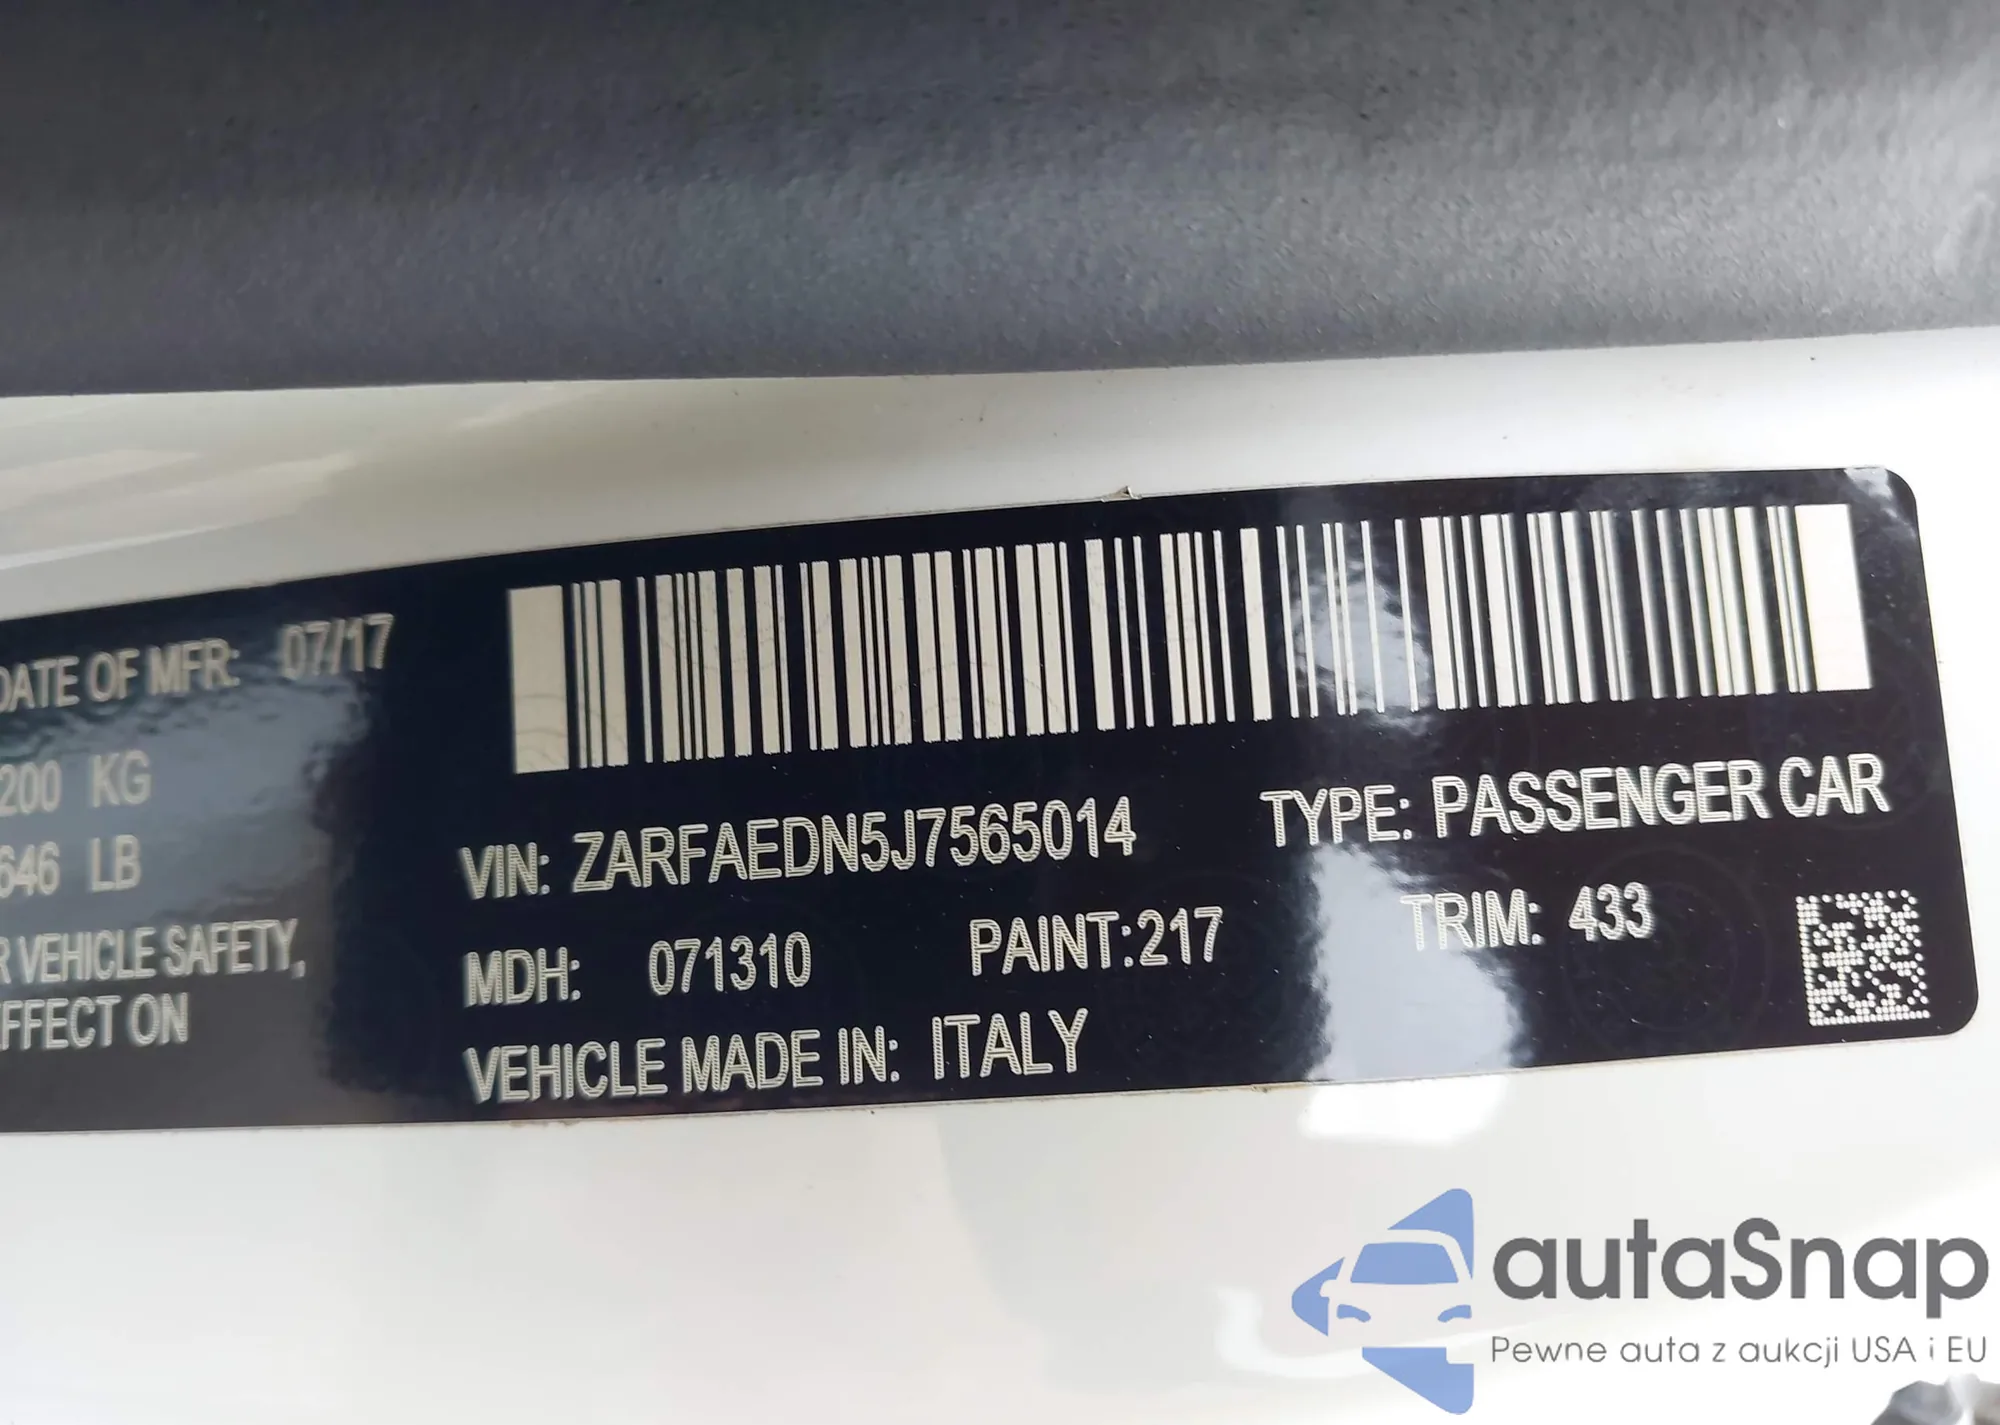 DATE OF MFR: 07/17
200 KG
646 LB
R VEHICLE SAFETY,
EFFECT ON
VIN: ZARFAEDN5J7565014
TYPE: PASSENGER CAR
MDH: 071310
PAINT:217
TRIM: 433
VEHICLE MADE IN: ITALY
autaSnap
Pewne auta z aukcji USA i EU